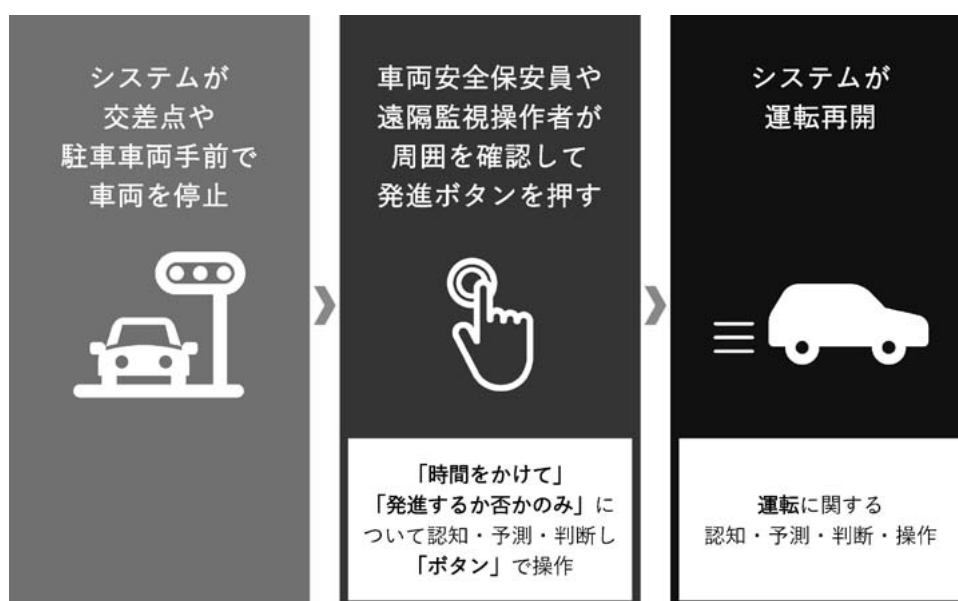 システムが
交差点や
駐車車両手前で
車両を停止
車両安全保安員や
遠隔監視操作者が
周囲を確認して
発進ボタンを押す
「時間をかけて」
「発進するか否かのみ」に
ついて認知・予測・判断し
「ボタン」で操作
システムが
運転再開
運転に関する
認知・予測・判断・操作